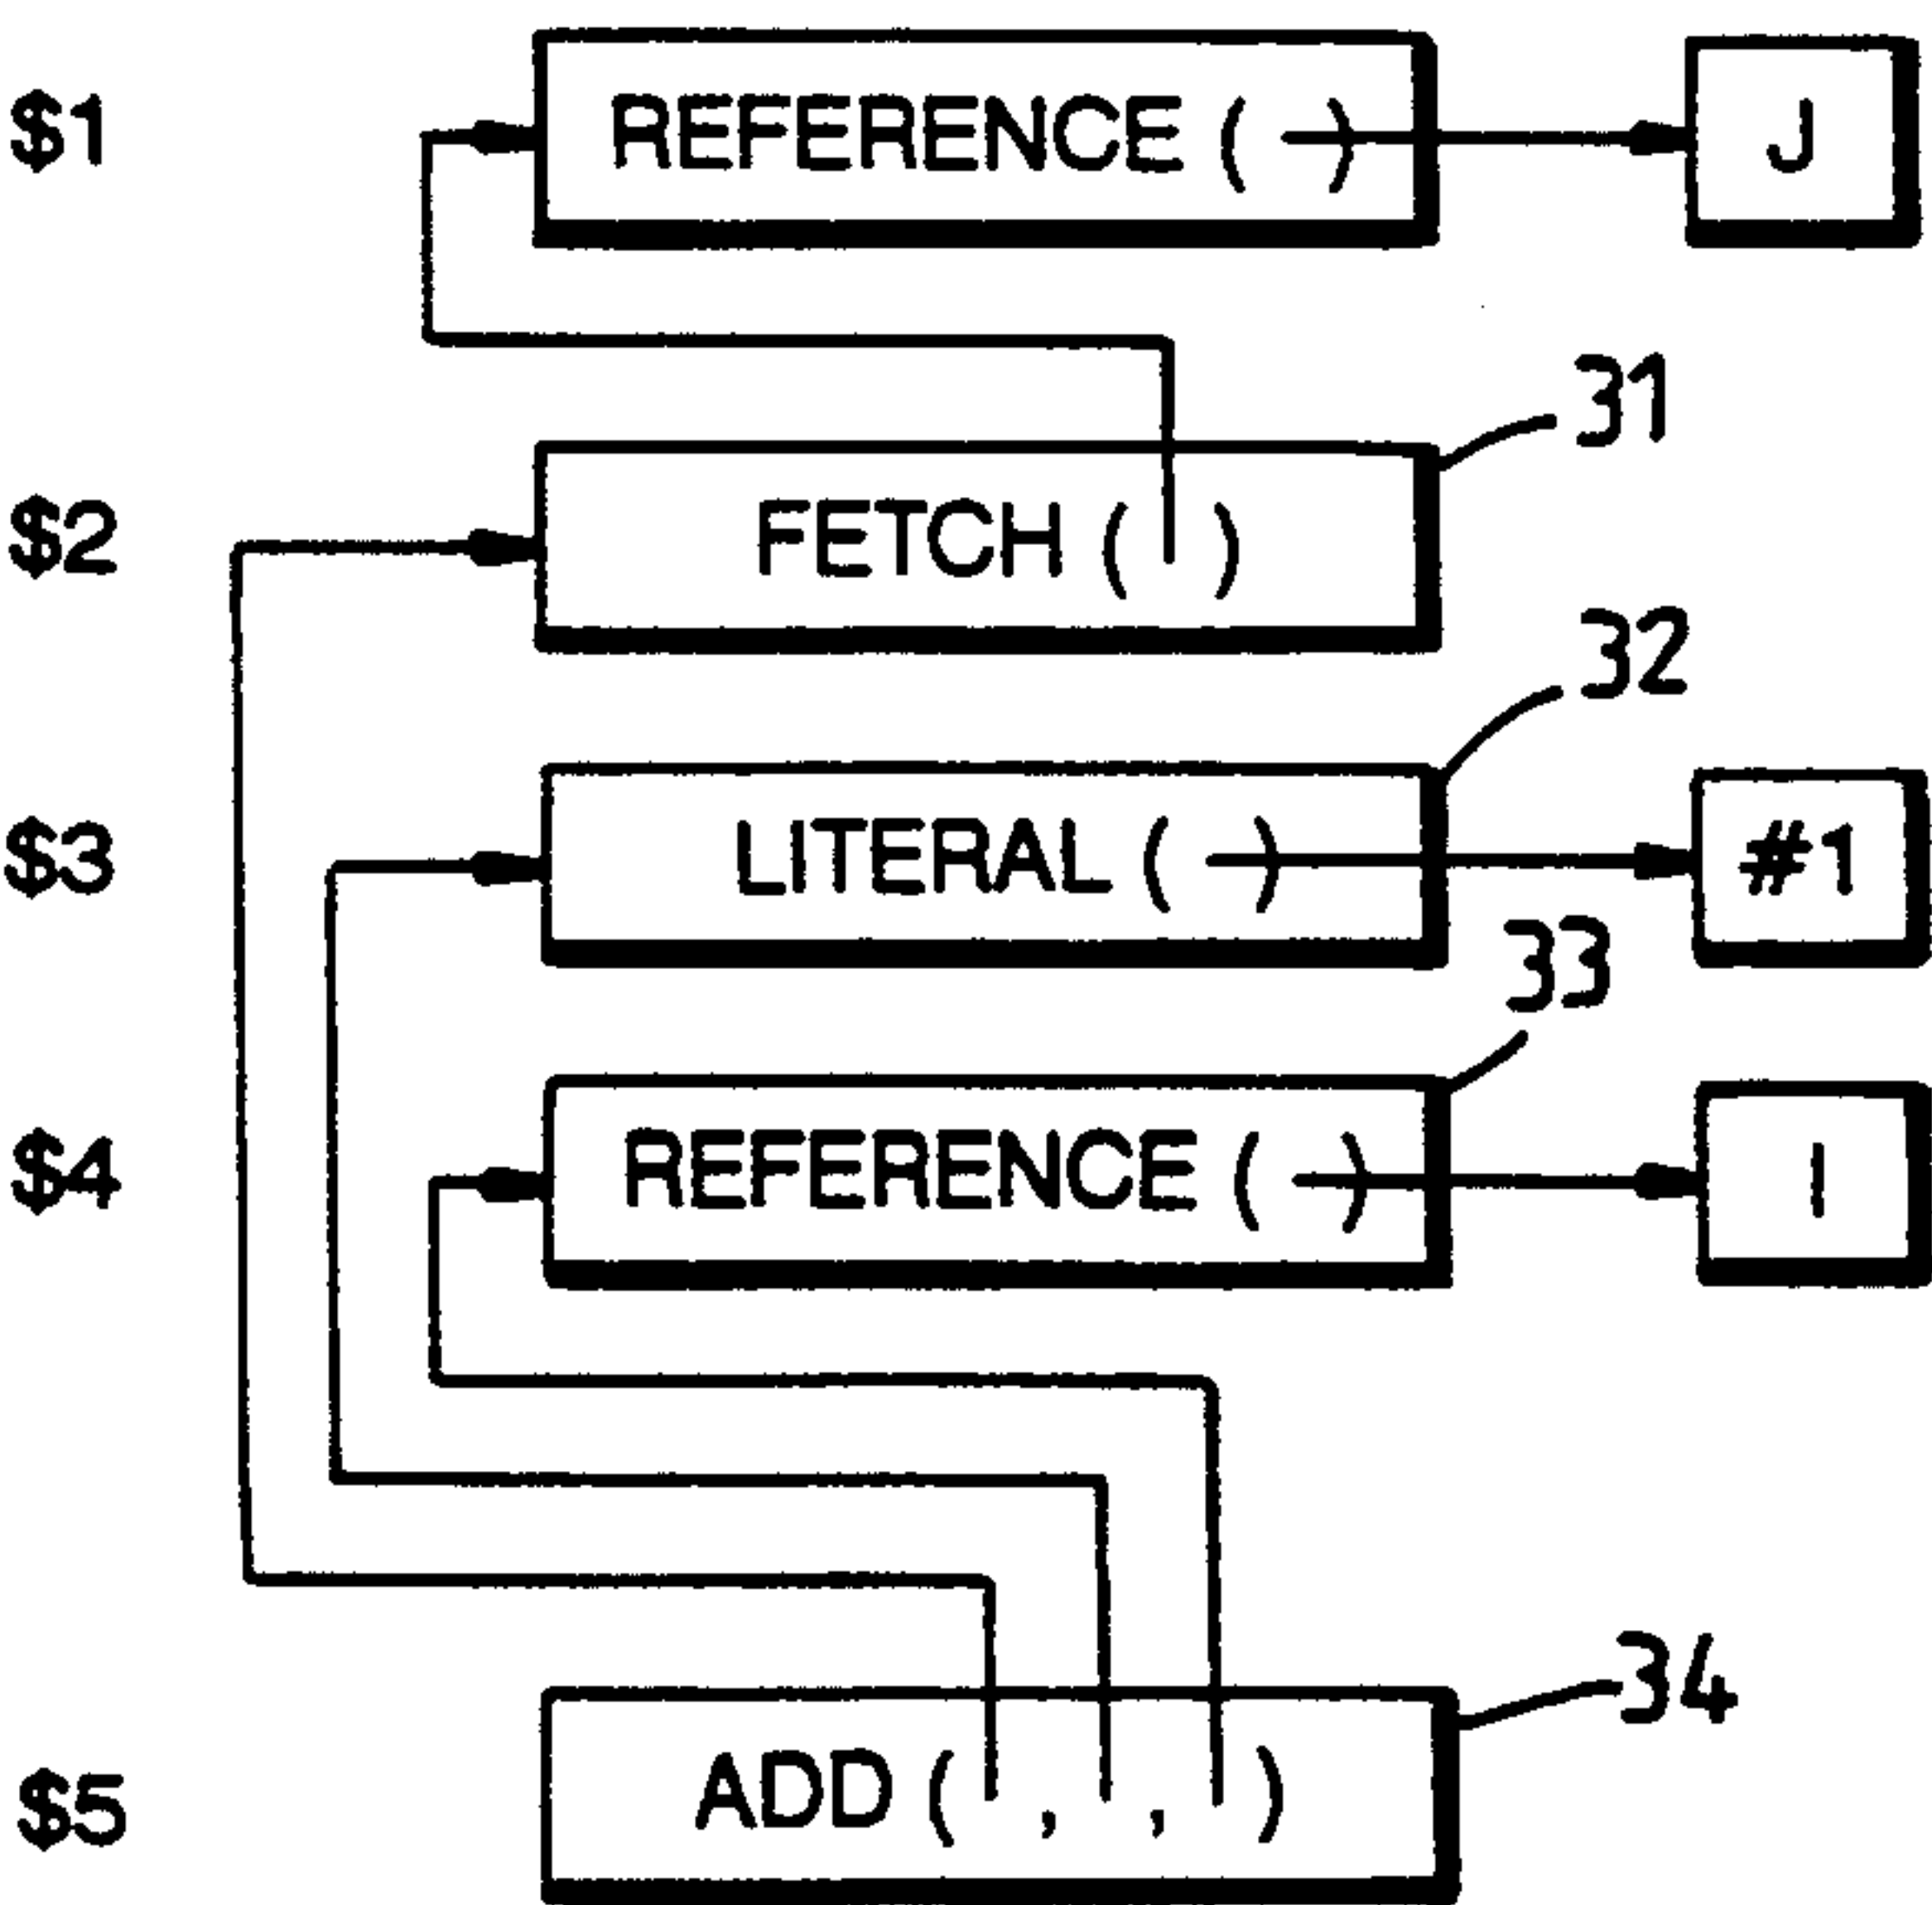 $1 REFERENCE ( ) J
31
$2 FETCH ( )
32
$3 LITERAL ( ) #1
33
$4 REFERENCE ( ) I
34
$5 ADD ( , , )